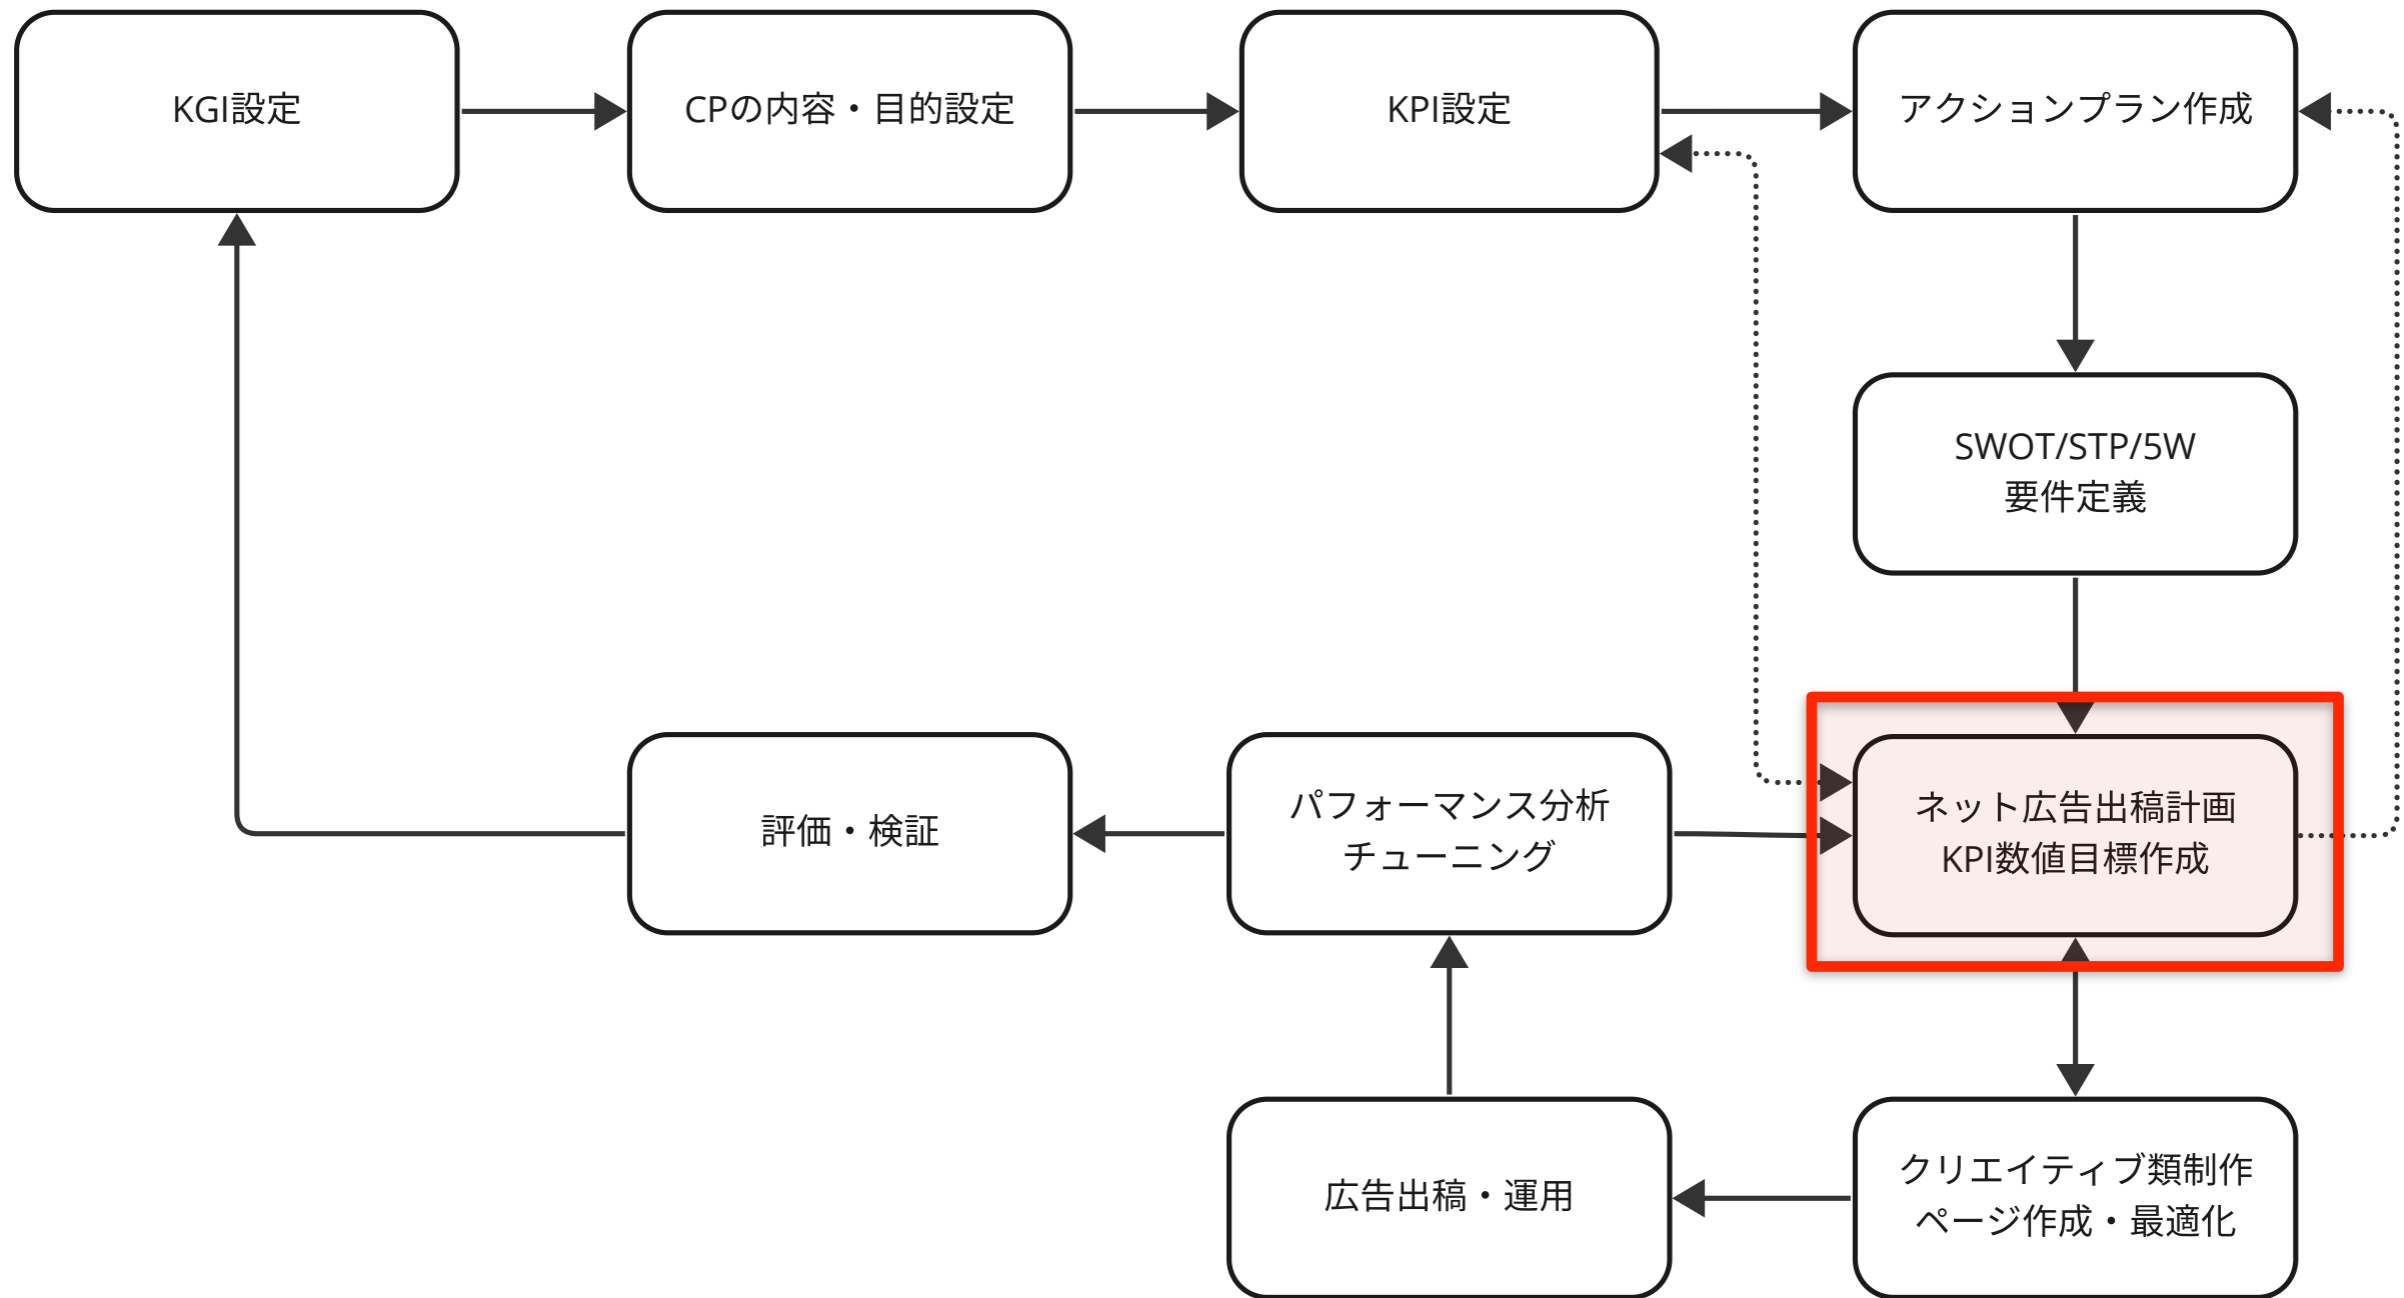 KGI設定
CPの内容・目的設定
KPI設定
アクションプラン作成
SWOT/STP/5W
要件定義
評価・検証
パフォーマンス分析
チューニング
ネット広告出稿計画
KPI数値目標作成
広告出稿・運用
クリエイティブ類制作
ページ作成・最適化